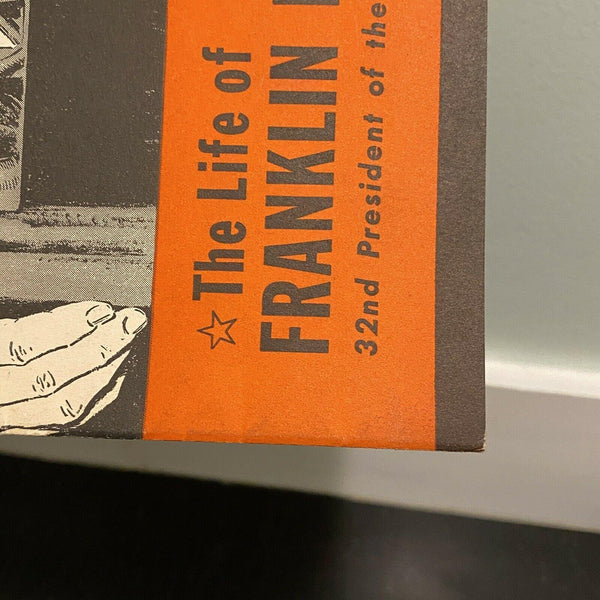 The Life of
FRANKLIN
32nd President of the